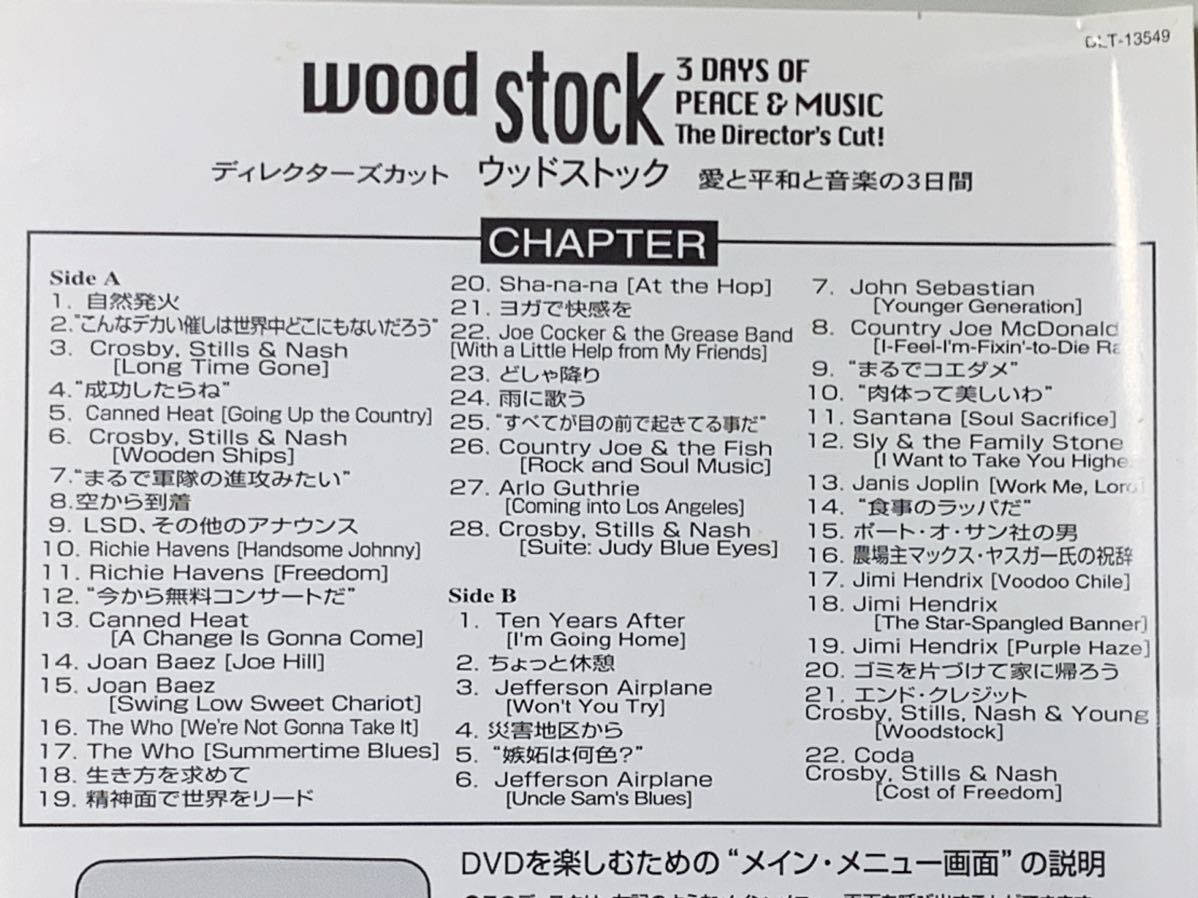 DLT-13549
wood stock
3 DAYS OF
PEACE & MUSIC
The Director's Cut!
ディレクターズカット ウッドストック 愛と平和と音楽の3日間
CHAPTER
Side A
1. 自然発火
2.“こんなデカい催しは世界中どこにもないだろう”
3. Crosby, Stills & Nash
[Long Time Gone]
4.“成功したらね”
5. Canned Heat [Going Up the Country]
6. Crosby, Stills & Nash
[Wooden Ships]
7.“まるで軍隊の進攻みたい”
8.空から到着
9. LSD、その他のアナウンス
10. Richie Havens [Handsome Johnny]
11. Richie Havens [Freedom]
12. “今から無料コンサートだ”
13. Canned Heat
[A Change Is Gonna Come]
14. Joan Baez [Joe Hill]
15. Joan Baez
[Swing Low Sweet Chariot]
16. The Who [We're Not Gonna Take It]
17. The Who [Summertime Blues]
18. 生き方を求めて
19. 精神面で世界をリード
20. Sha-na-na [At the Hop]
21. ヨガで快感を
22. Joe Cocker & the Grease Band
[With a Little Help from My Friends]
23. どしゃ降り
24. 雨に歌う
25. “すべてが目の前で起きてる事だ”
26. Country Joe & the Fish
[Rock and Soul Music]
27. Arlo Guthrie
[Coming into Los Angeles]
28. Crosby, Stills & Nash
[Suite: Judy Blue Eyes]
Side B
1. Ten Years After
[I'm Going Home]
2. ちょっと休憩
3. Jefferson Airplane
[Won't You Try]
4. 災害地区から
5. “嫉妬は何色?”
6. Jefferson Airplane
[Uncle Sam's Blues]
7. John Sebastian
[Younger Generation]
8. Country Joe McDonald
[I-Feel-I'm-Fixin'-to-Die
9. “まるでコエダメ”
10. “肉体って美しいわ”
11. Santana [Soul Sacrifice]
12. Sly & the Family Stone
[I Want to Take You
13. Janis Joplin [Work Me,
14. “食事のラッパだ”
15. ポート・オ・サン社の男
16. 農場主マックス・ヤスガー氏の祝辞
17. Jimi Hendrix [Voodoo Chile]
18. Jimi Hendrix
[The Star-Spangled Banner]
19. Jimi Hendrix [Purple Haze]
20. ゴミを片づけて家に帰ろう
21. エンド・クレジット
Crosby, Stills, Nash & Young
[Woodstock]
22. Coda
Crosby, Stills & Nash
[Cost of Freedom]
DVDを楽しむための“メイン・メニュー画面”の説明